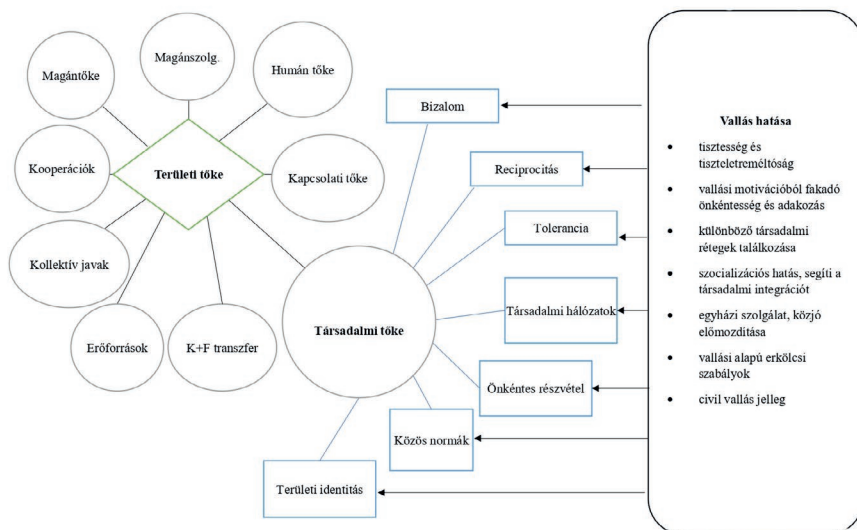 Magánszolg.
Magántőke
Humán tőke
Kooperációk
Területi tőke
Kapcsolati tőke
Kollektív javak
Erőforrások
K+F transzfer
Társadalmi tőke
Bizalom
Reciprocitás
Tolerancia
Társadalmi hálózatok
Önkéntes részvétel
Közös normák
Területi identitás
Vallás hatása
• tisztesség és
tiszteletreméltóság
• vallási motivációból fakadó
önkéntesség és adakozás
• különböző társadalmi
rétegek találkozása
• szocializációs hatás, segíti a
társadalmi integrációt
• egyházi szolgálat, közjó
előmozdítása
• vallási alapú erkölcsi
szabályok
• civil vallás jelleg